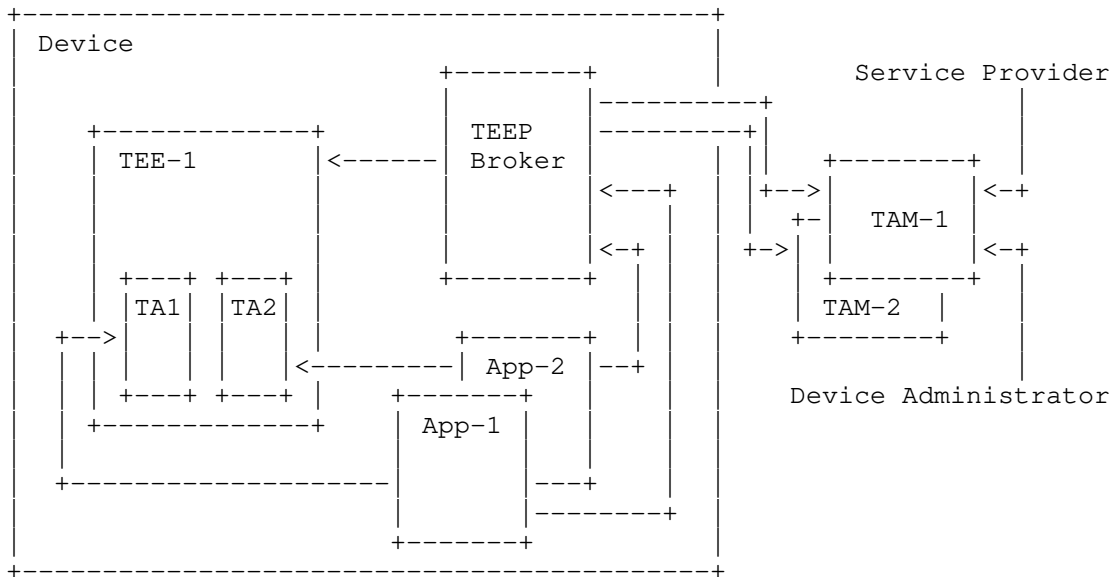 Device
Service Provider
TEEP
TEE-1 Broker
TAM-1
TA1 TA2 TAM-2
App-2
Device Administrator
App-1